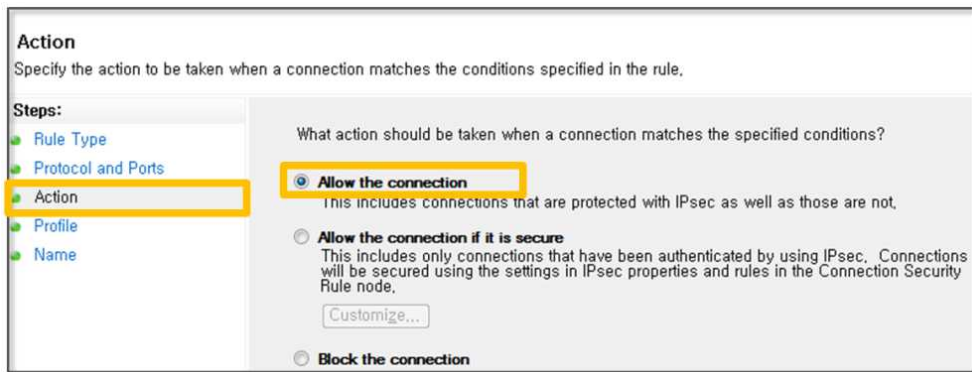 Action
Specify the action to be taken when a connection matches the conditions specified in the rule.
Steps:
Rule Type
Protocol and Ports
Action
Profile
Name
What action should be taken when a connection matches the specified conditions?
Allow the connection
This includes connections that are protected with IPsec as well as those are not.
Allow the connection if it is secure
This includes only connections that have been authenticated by using IPsec. Connections
will be secured using the settings in IPsec properties and rules in the Connection Security
Rule node.
Customize...
Block the connection